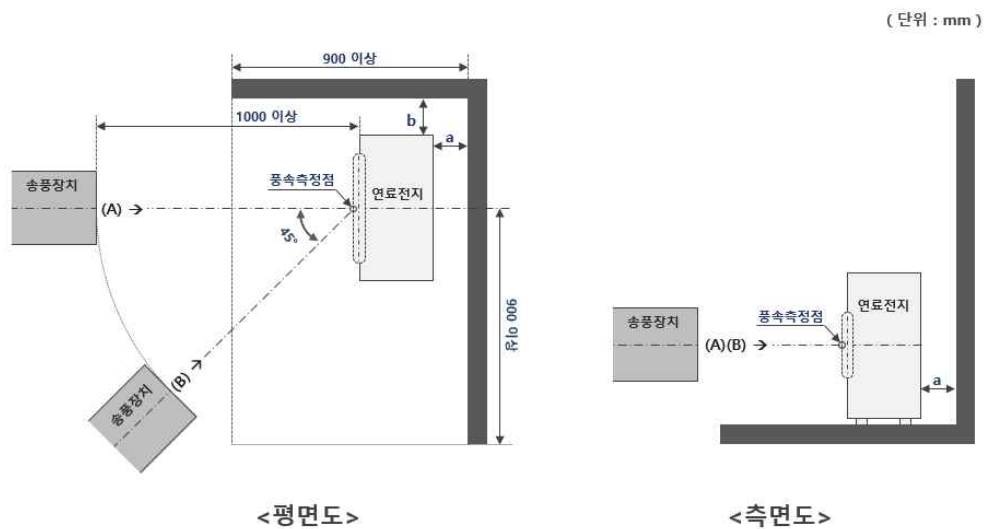 ( 단위 : mm )
900 이상
1000 이상
b
a
송풍장치
(A) →
풍속측정점
연료전지
45°
900 이상
(B) →
송풍장치
<평면도>
송풍장치
(A)(B) →
풍속측정점
연료전지
a
<측면도>